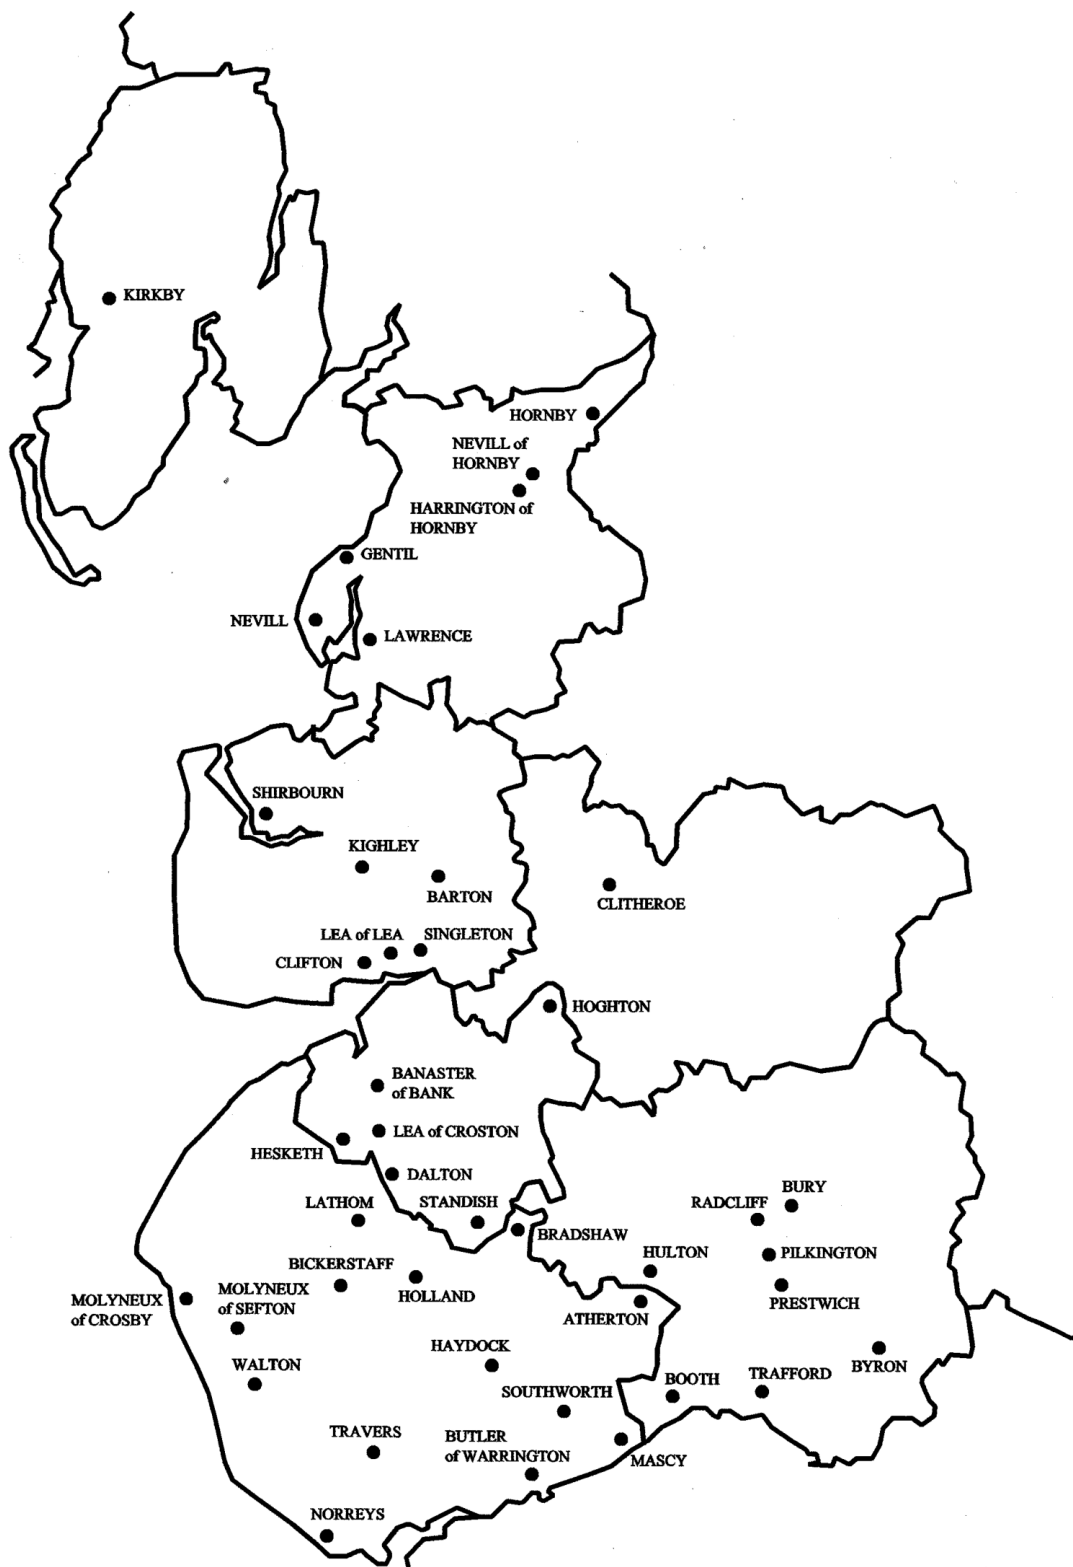 KIRKBY
HORNBY
NEVILL of
HORNBY
HARRINGTON of
HORNBY
GENTIL
NEVILL
LAWRENCE
SHIRBOURN
KIGHLEY
BARTON
CLITHEROE
LEA of LEA
SINGLETON
CLIFTON
HOGHTON
BANASTER
of BANK
LEA of CROSTON
HESKETH
DALTON
LATHOM
STANDISH
BRADSHAW
RADCLIFF
BURY
HULTON
PILKINGTON
BICKERSTAFF
HOLLAND
PRESTWICH
MOLYNEUX
of CROSBY
MOLYNEUX
of SEFTON
ATHERTON
HAYDOCK
WALTON
BYRON
SOUTHWORTH
BOOTH
TRAFFORD
TRAVERS
BUTLER
of WARRINGTON
MASCY
NORREYS